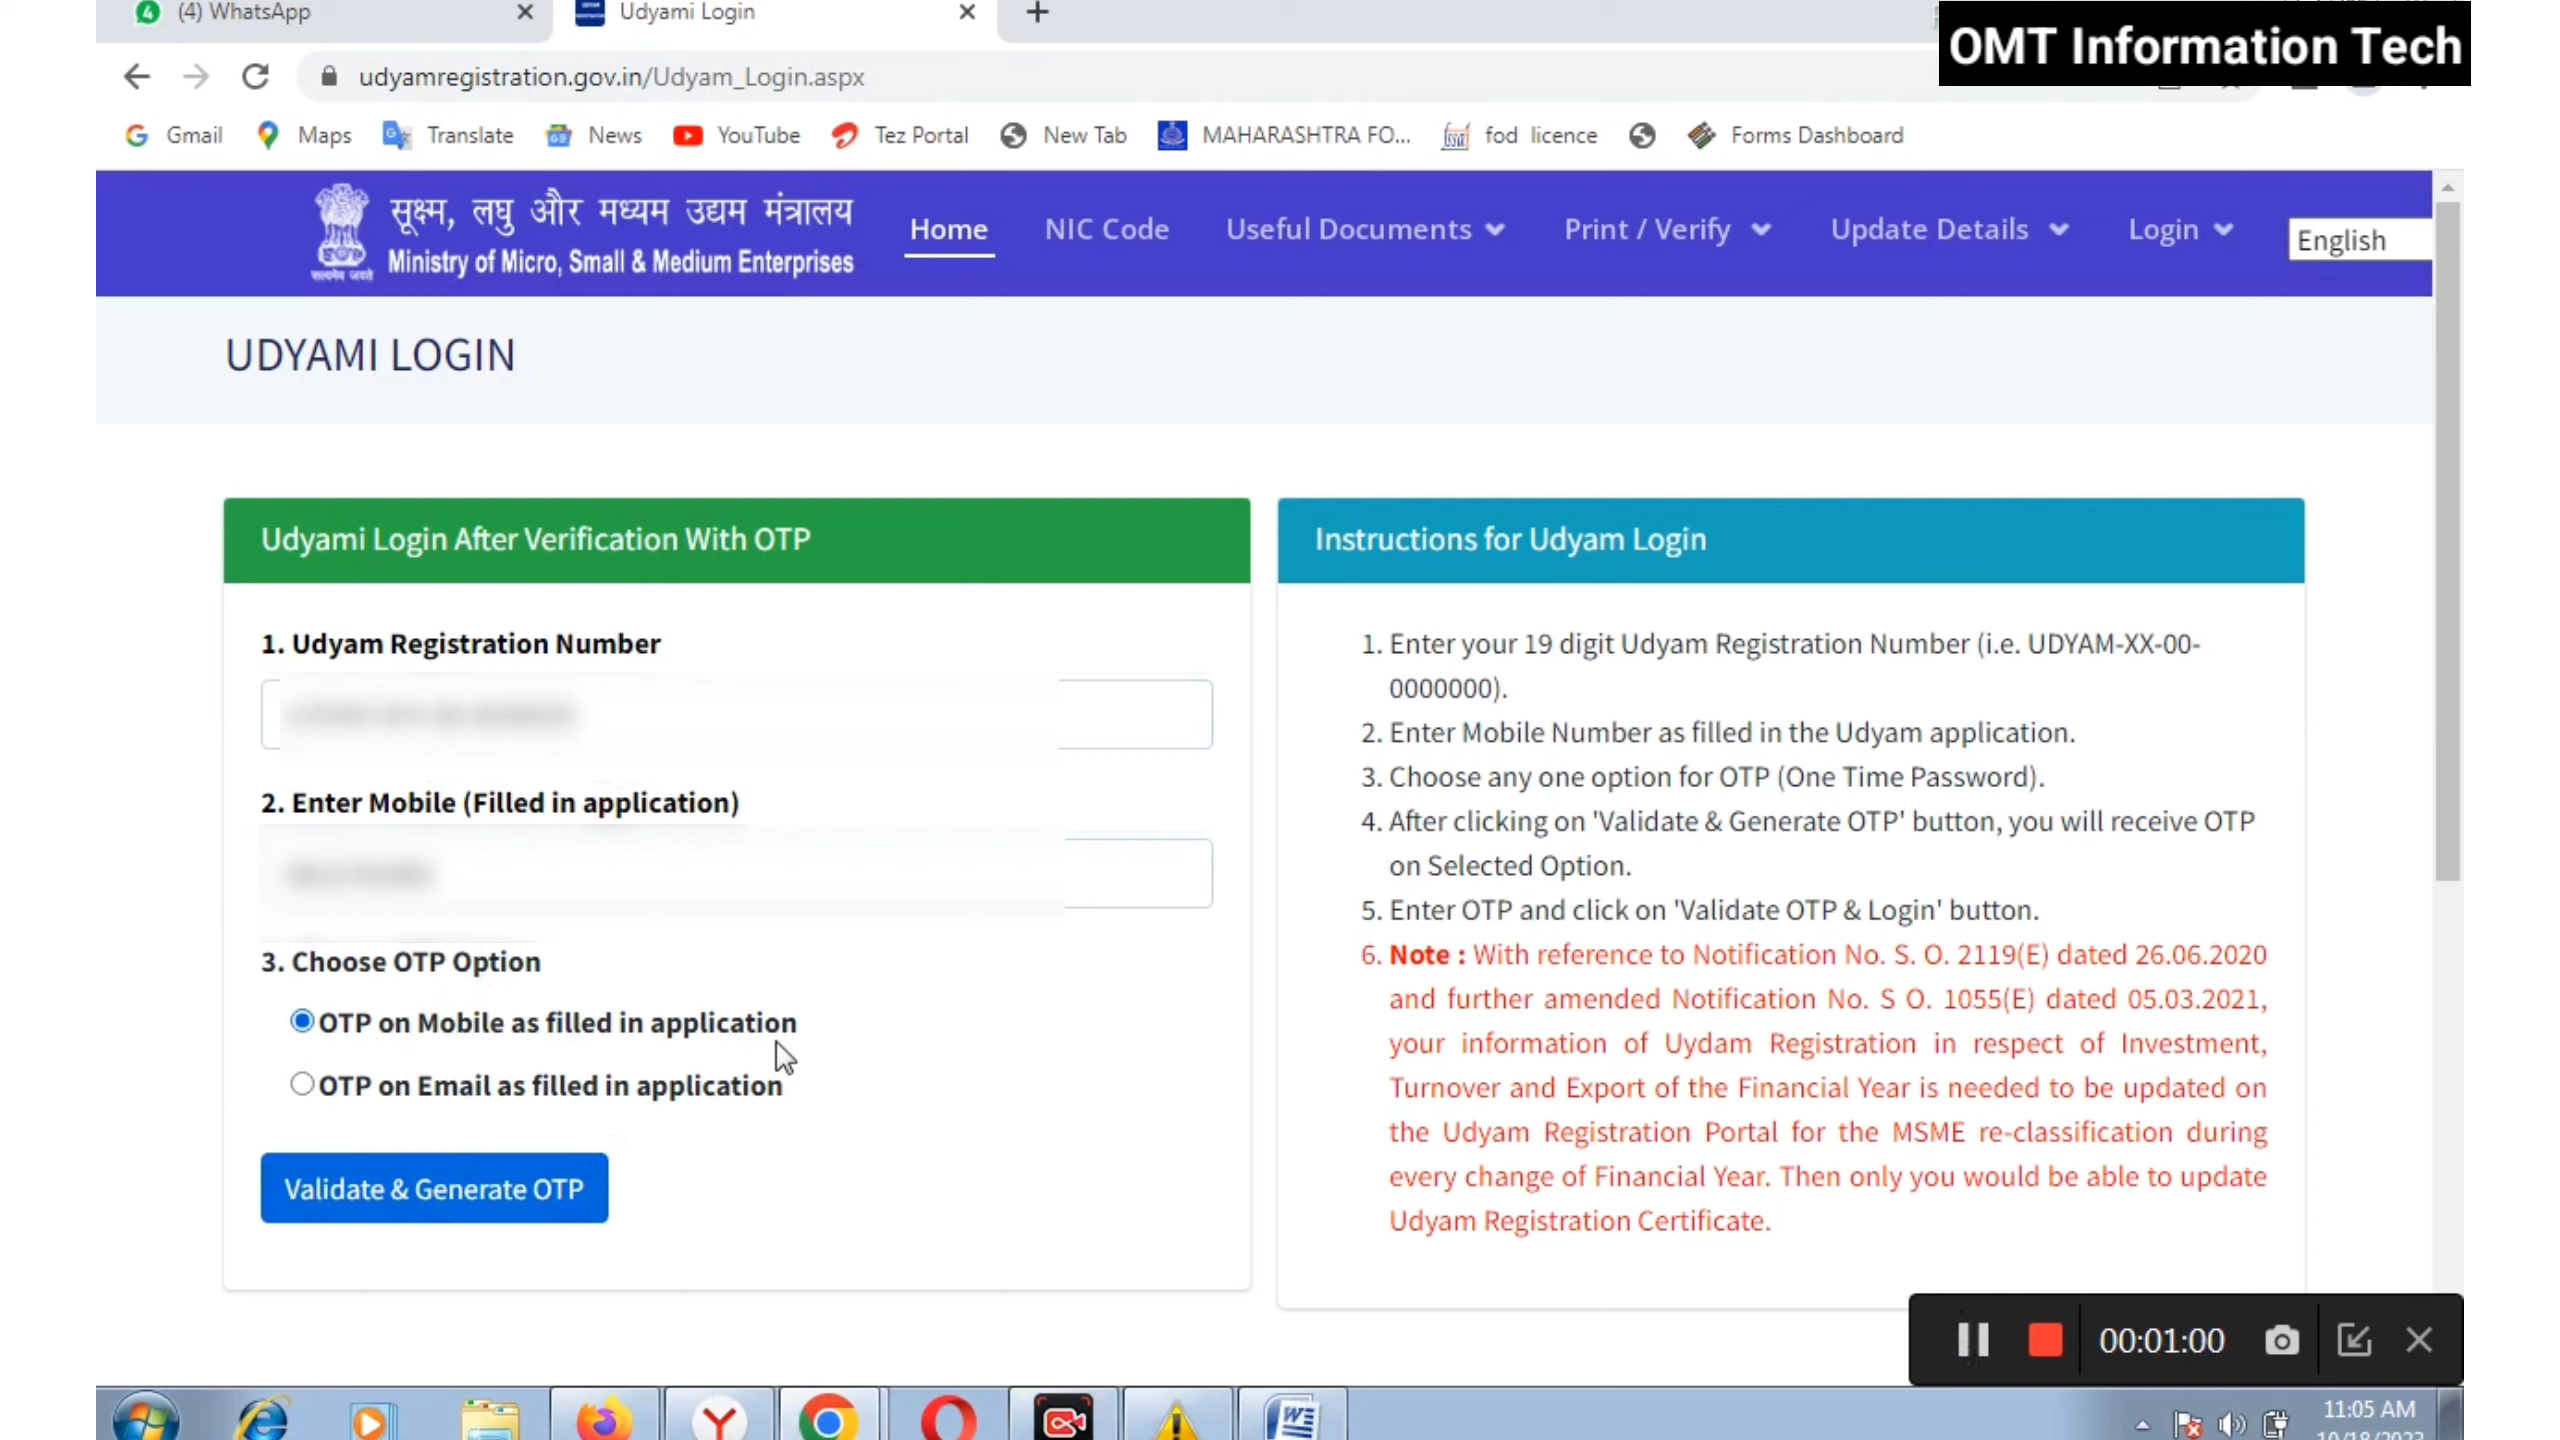 (4) WhatsApp
Udyami Login
OMT Information Tech
udyamregistration.gov.in/Udyam_Login.aspx
Gmail
Maps
Translate
News
YouTube
Tez Portal
New Tab
MAHARASHTRA FO...
fod licence
Forms Dashboard
सूक्ष्म, लघु और मध्यम उद्यम मंत्रालय
Ministry of Micro, Small & Medium Enterprises
Home
NIC Code
Useful Documents
Print / Verify
Update Details
Login
English
UDYAMI LOGIN
Udyami Login After Verification With OTP
1. Udyam Registration Number
2. Enter Mobile (Filled in application)
3. Choose OTP Option
OTP on Mobile as filled in application
OTP on Email as filled in application
Validate & Generate OTP
Instructions for Udyam Login
1. Enter your 19 digit Udyam Registration Number (i.e. UDYAM-XX-00-
0000000).
2. Enter Mobile Number as filled in the Udyam application.
3. Choose any one option for OTP (One Time Password).
4. After clicking on 'Validate & Generate OTP' button, you will receive OTP
on Selected Option.
5. Enter OTP and click on 'Validate OTP & Login' button.
6. Note : With reference to Notification No. S. O. 2119(E) dated 26.06.2020
and further amended Notification No. S O. 1055(E) dated 05.03.2021,
your information of Uydam Registration in respect of Investment,
Turnover and Export of the Financial Year is needed to be updated on
the Udyam Registration Portal for the MSME re-classification during
every change of Financial Year. Then only you would be able to update
Udyam Registration Certificate.
00:01:00
11:05 AM
10/18/2023